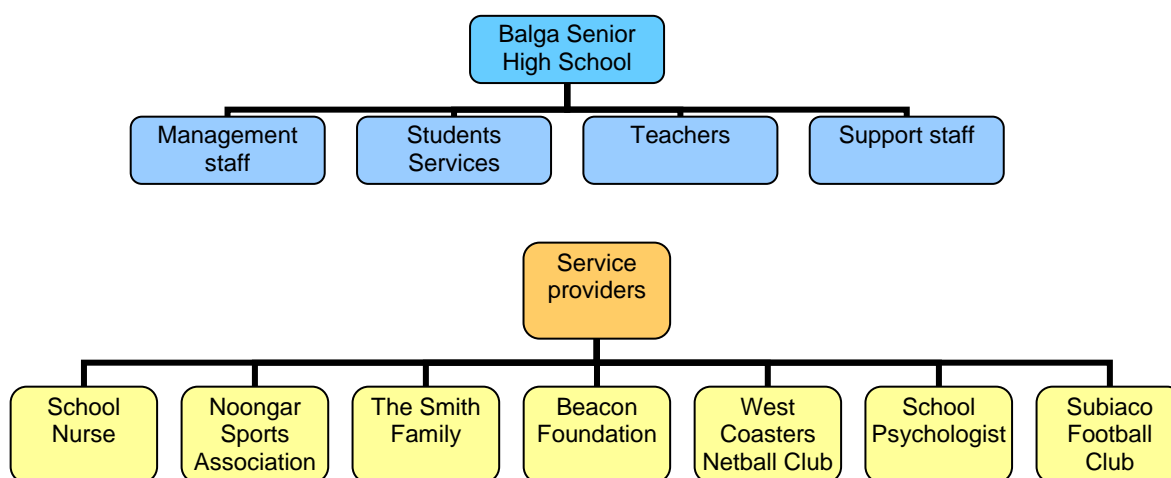 Balga Senior
High School
Management
staff
Students
Services
Teachers
Support staff
Service
providers
School
Nurse
Noongar
Sports
Association
The Smith
Family
Beacon
Foundation
West
Coasters
Netball Club
School
Psychologist
Subiaco
Football
Club